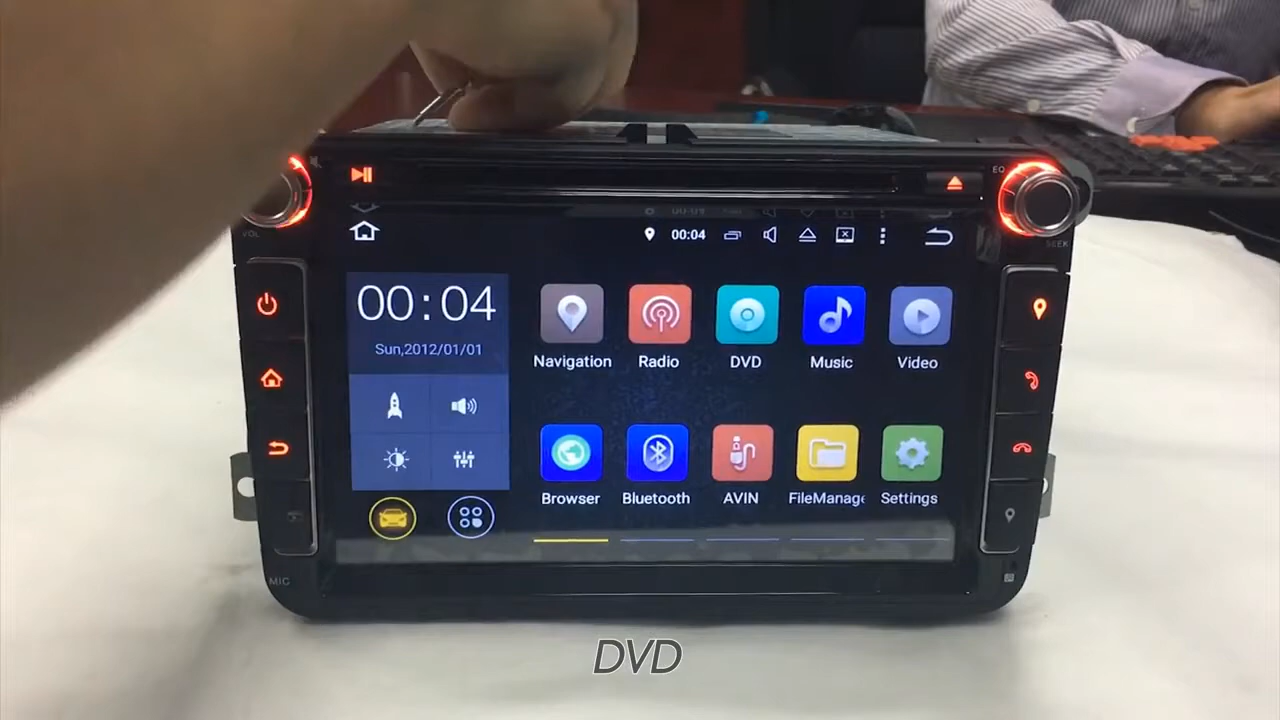 EQ
VOL
SEEK
00:04
00:04
Sun,2012/01/01
Navigation
Radio
DVD
Music
Video
Browser
Bluetooth
AVIN
FileManage
Settings
MIC
DVD